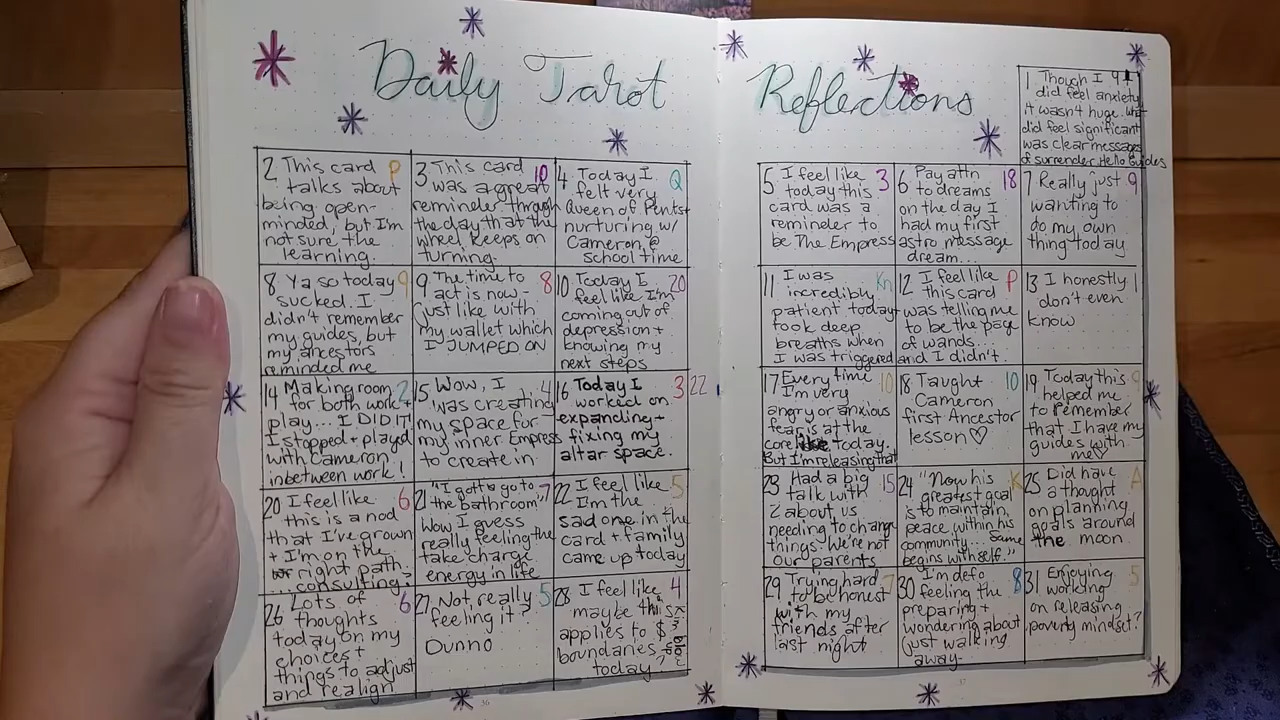 Daily Tarot Reflections
1 Though I 9
did feel anxiety
it wasn't huge. What
did feel significant
was clear messages
of surrender. Hello Guides
2 This card P
talks about
being open-
minded, but I'm
not sure the
learning.
3 This card 10
was a great
reminder through
the day that the
wheel keeps on
turning.
4 Today I Q
felt very
Queen of Pents+
nurturing w/
Cameron @
school time
5 I feel like 3
today this
card was a
reminder to
be The Empress
6 Pay attn 18
to dreams
on the day I
had my first
astro message
dream...
7 Really just 9
wanting to
do my own
thing today
8 Ya so today 9
sucked. I
didn't remember
my guides, but
my ancestors
reminded me
9 The time to 8
act is now -
just like with
my wallet which
I JUMPED ON
10 Today I 20
feel like I'm
coming out of
depression +
knowing my
next steps
11 I was Kn
incredibly
patient today
took deep
breaths when
I was triggered
12 I feel like P
this card
was telling me
to be the page
of wands...
and I didn't.
13 I honestly 1
don't even
know
14 Making room 2
for both work +
play... I DID IT!
I stopped + played
with Cameron
inbetween work!
15 Wow, I 4
was creating
my space for
my inner Empress
to create in
16 Today I 3 22
worked on
expanding +
fixing my
altar space.
17 Every time 10
I'm very
angry or anxious
fear is at the
core today.
But I'm releasing that
18 Taught 10
Cameron
first Ancestor
lesson♡
19 Today this 9
helped me
to remember
that I have my
guides with
me♡
20 I feel like 6
this is a nod
that I've grown
+ I'm on the
right path.
...consulting?
21 "I gotta go to 7
the bathroom"
Wow I guess
really feeling the
take charge
energy in life
22 I feel like 5
I'm the
sad one in the
card + family
came up today
23 Had a big 15
talk with
Z about us
needing to change
things. We're not
our parents
24 "Now his K
greatest goal
is to maintain
peace within his
community.... Same
begins with self."
25 Did have A
a thought
on planning
goals around
the moon
26 Lots of 6
thoughts
today on my
choices +
things to adjust
and realign
27 Not really 5
feeling it?
Dunno
28 I feel like 4
maybe this
applies to $
boundaries
today?
29 Trying hard 7
to be honest
with my
friends after
last night
30 I'm defo 8
feeling the
preparing +
wondering about
just walking
away
31 Enjoying 5
working
on releasing
poverty mindset?
36
37